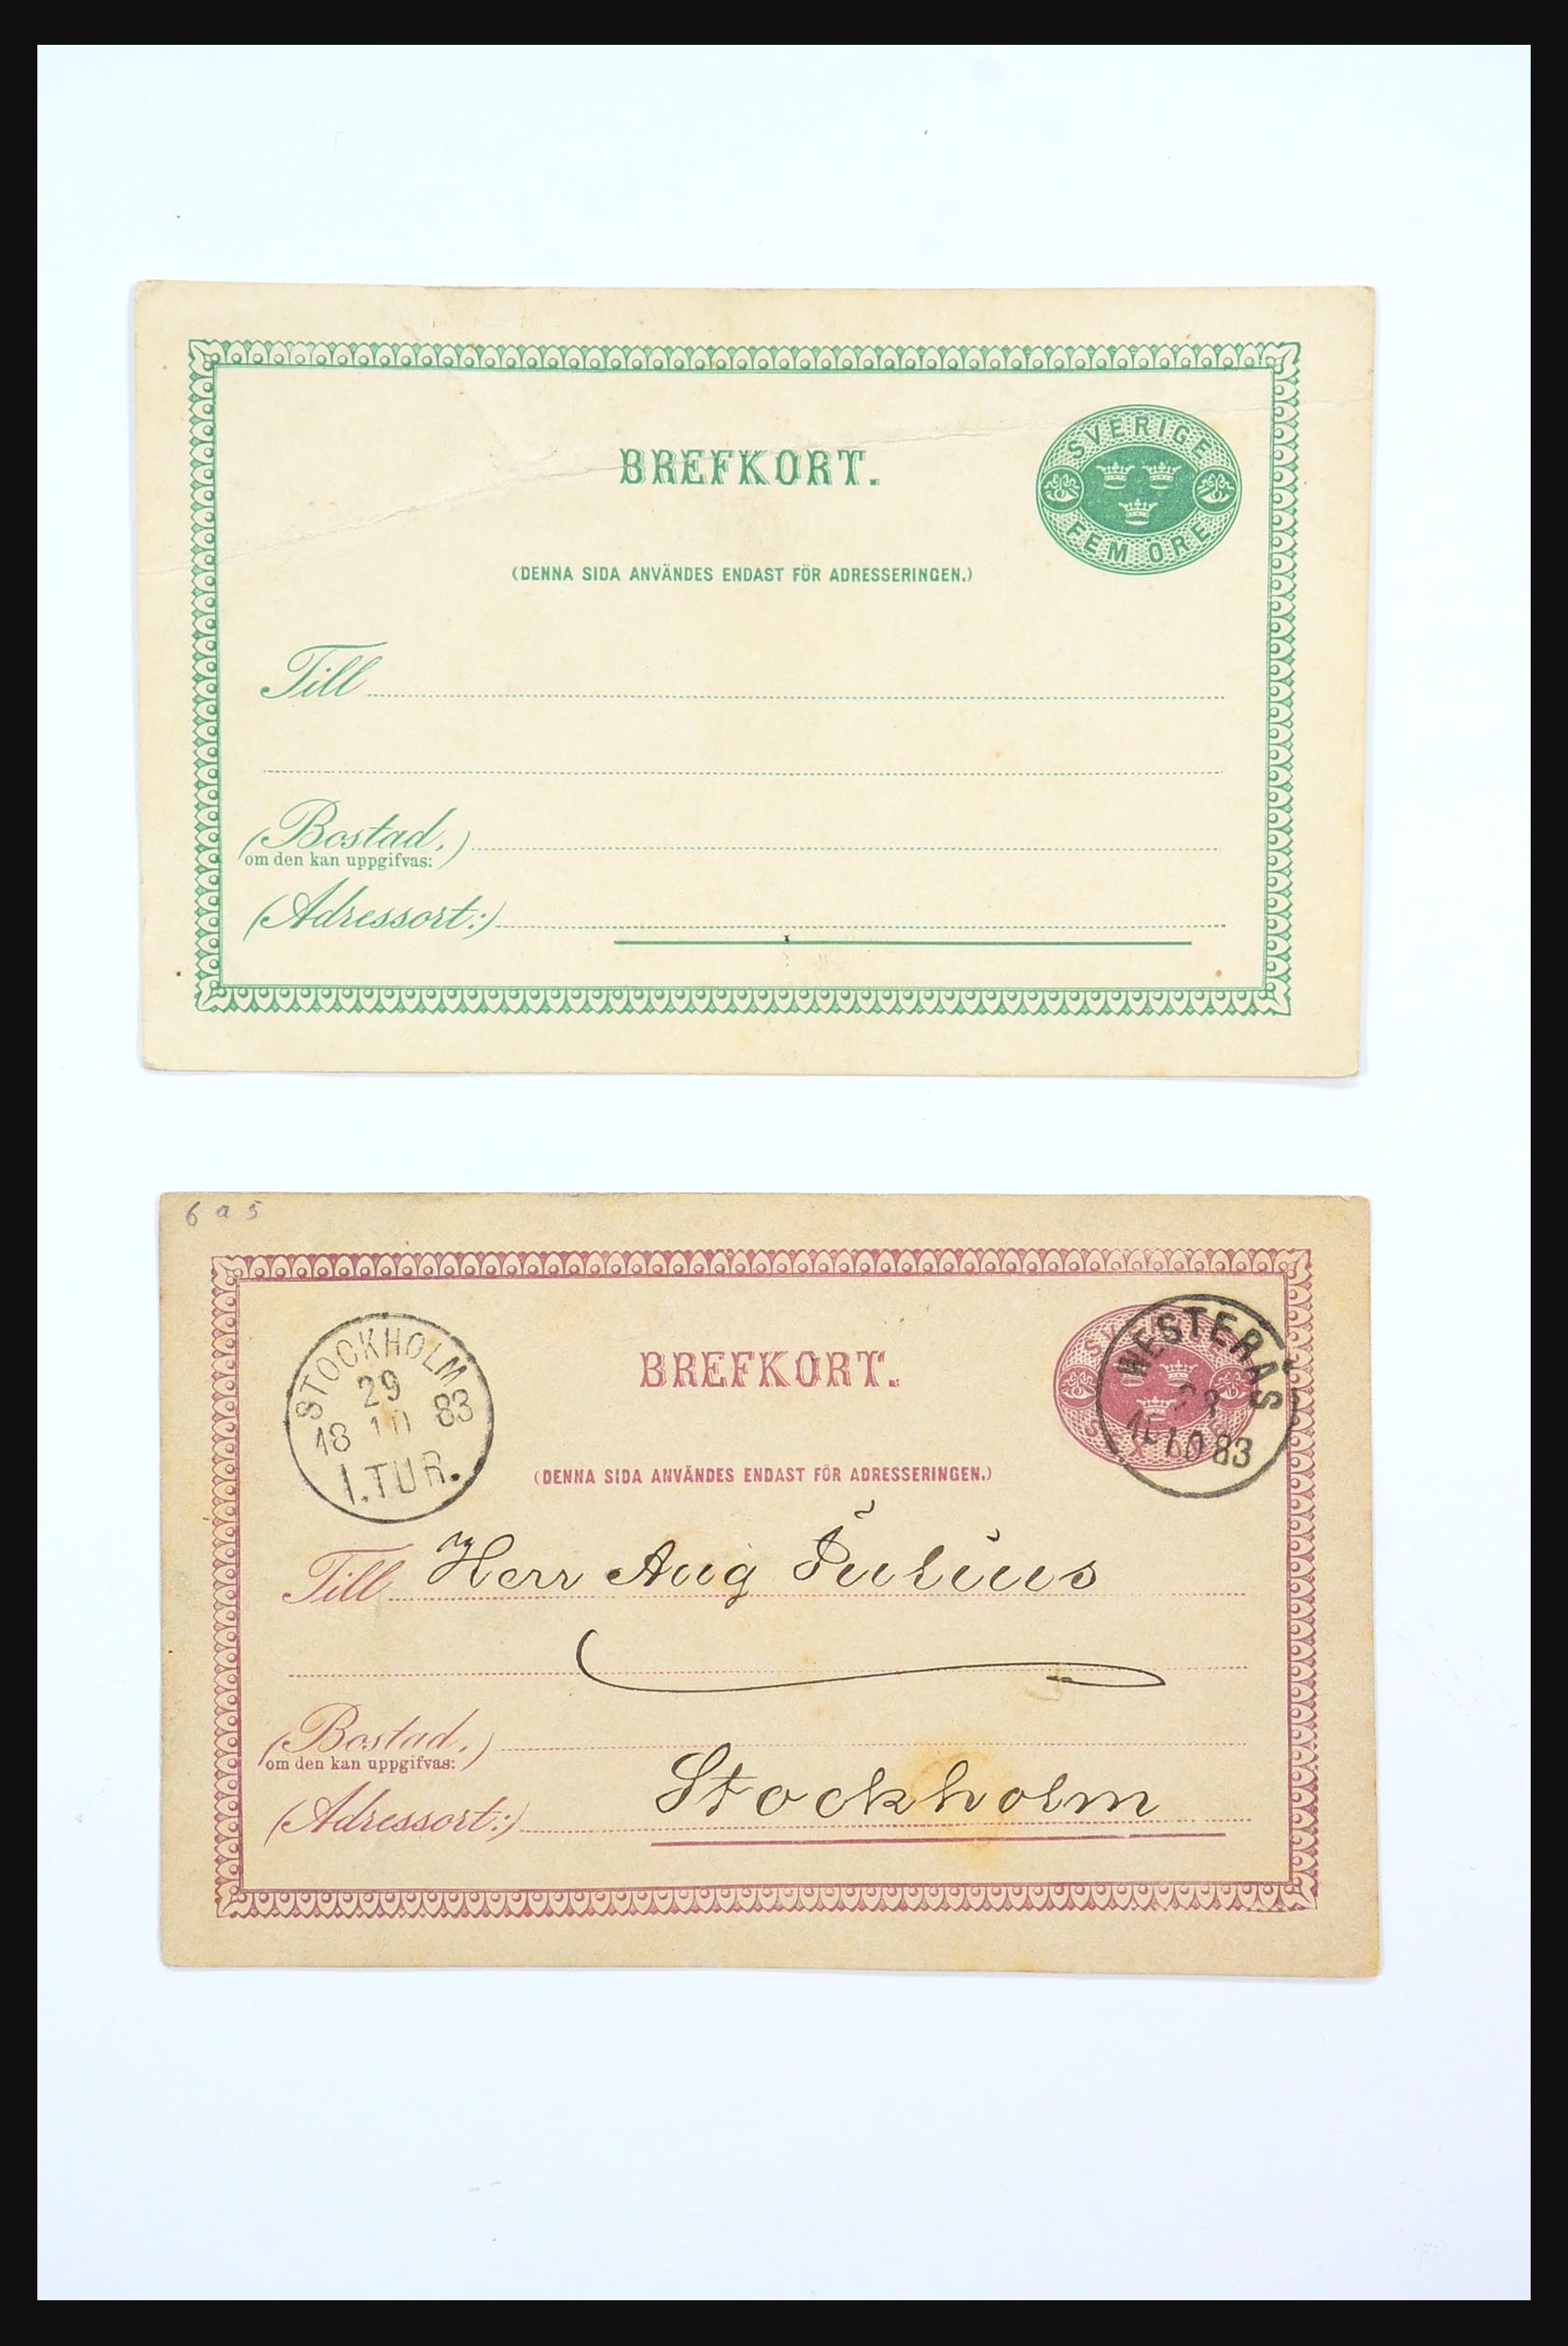 BREFKORT.
SVERIGE
FEM ÖRE
(DENNA SIDA ANVÄNDES ENDAST FÖR ADRESSERINGEN.)
Till
(Bostad,)
om den kan uppgifvas:
(Adressort:)
6 a 5
STOCKHOLM
29
18 10 83
1.TUR.
BREFKORT.
WESTERÅS
10 83
(DENNA SIDA ANVÄNDES ENDAST FÖR ADRESSERINGEN.)
Till Herr Aug Julius
(Bostad,)
om den kan uppgifvas:
(Adressort:) Stockholm